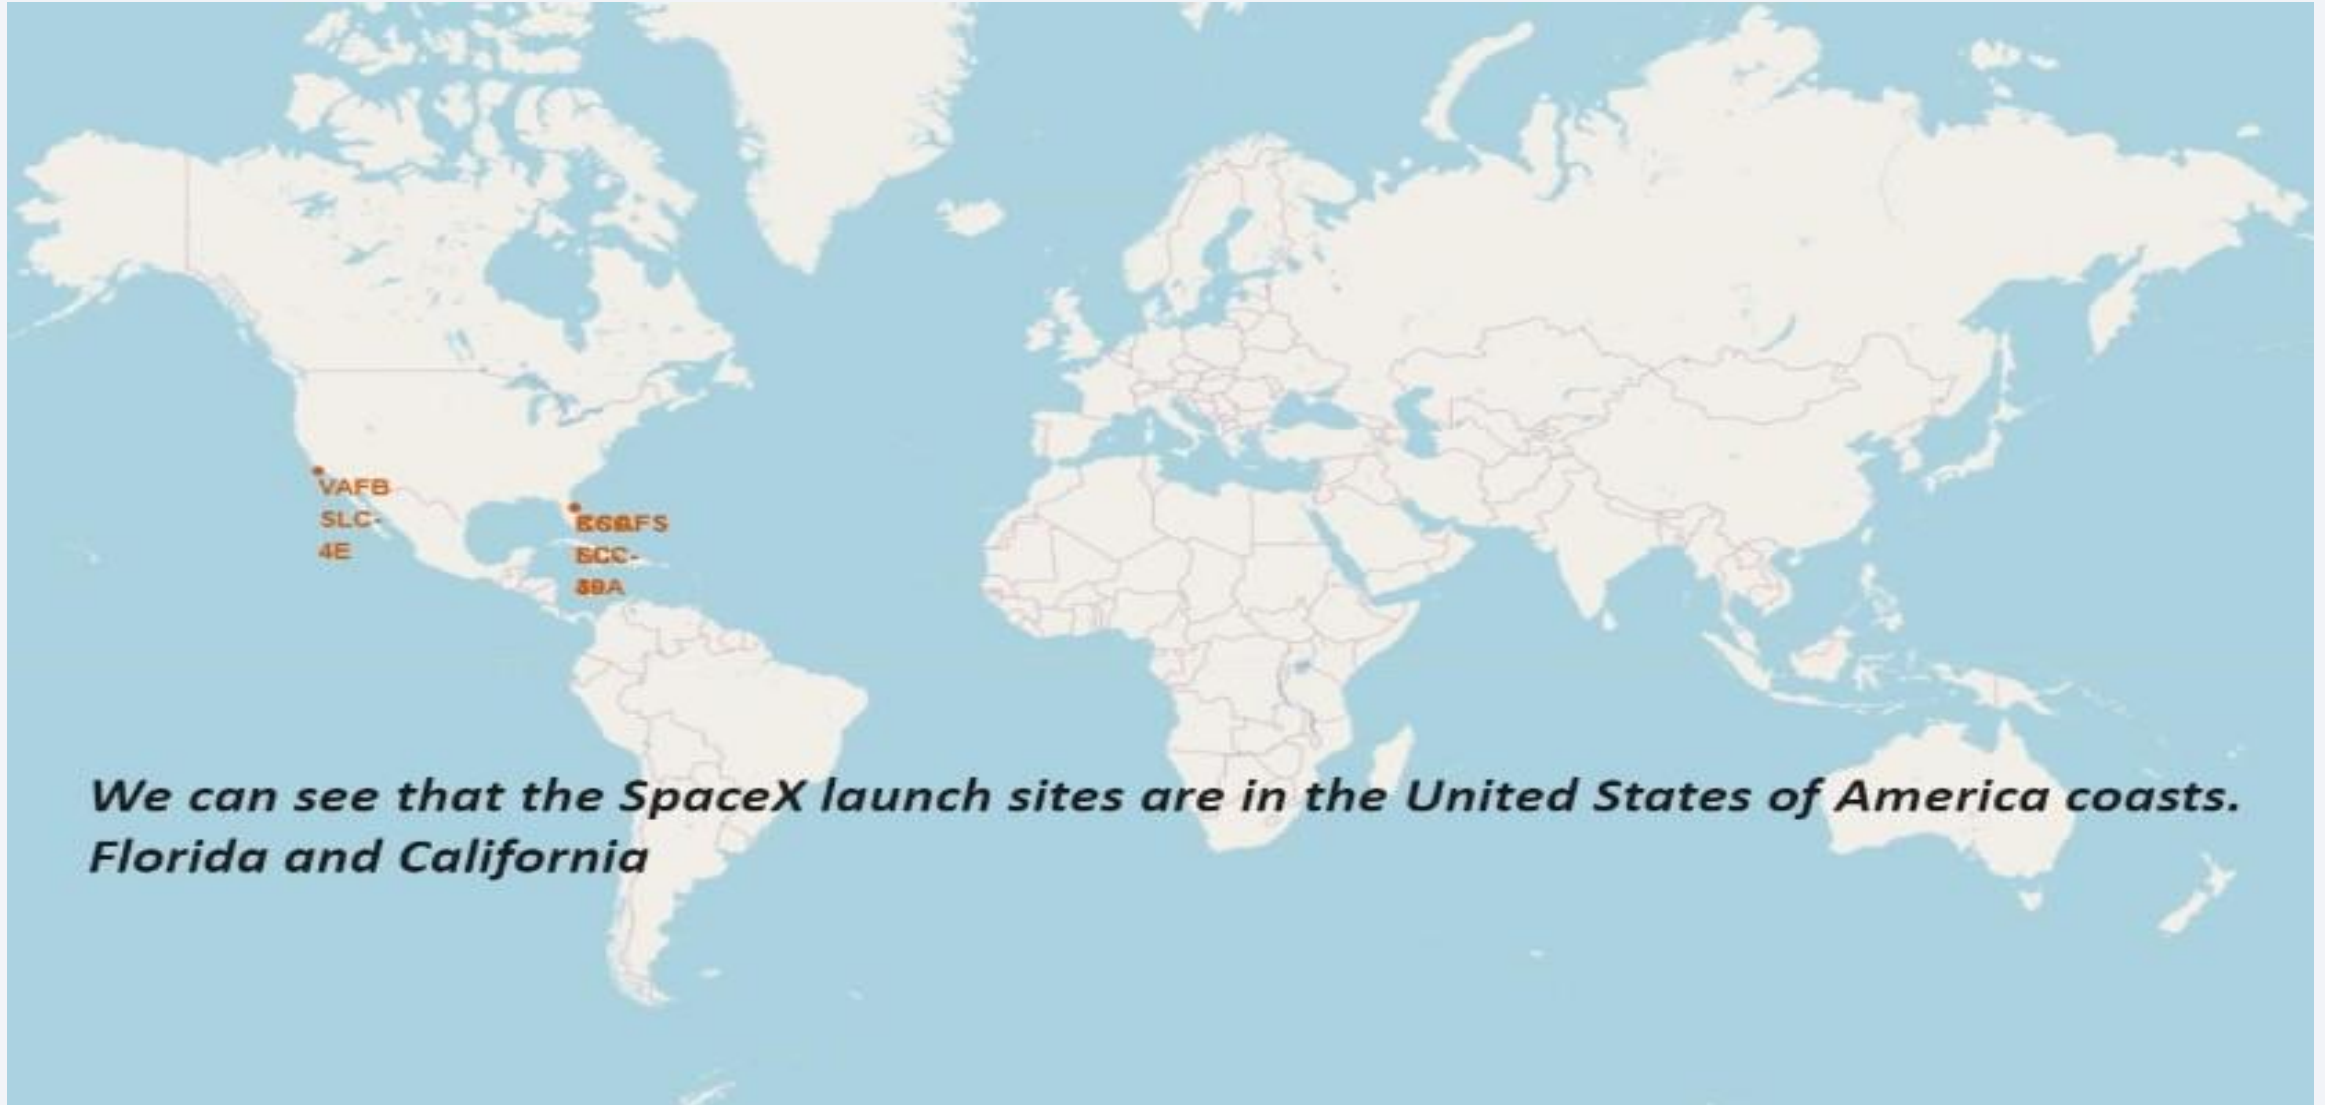 VAFB
SLC-
4E
We can see that the SpaceX launch sites are in the United States of America coasts.
Florida and California